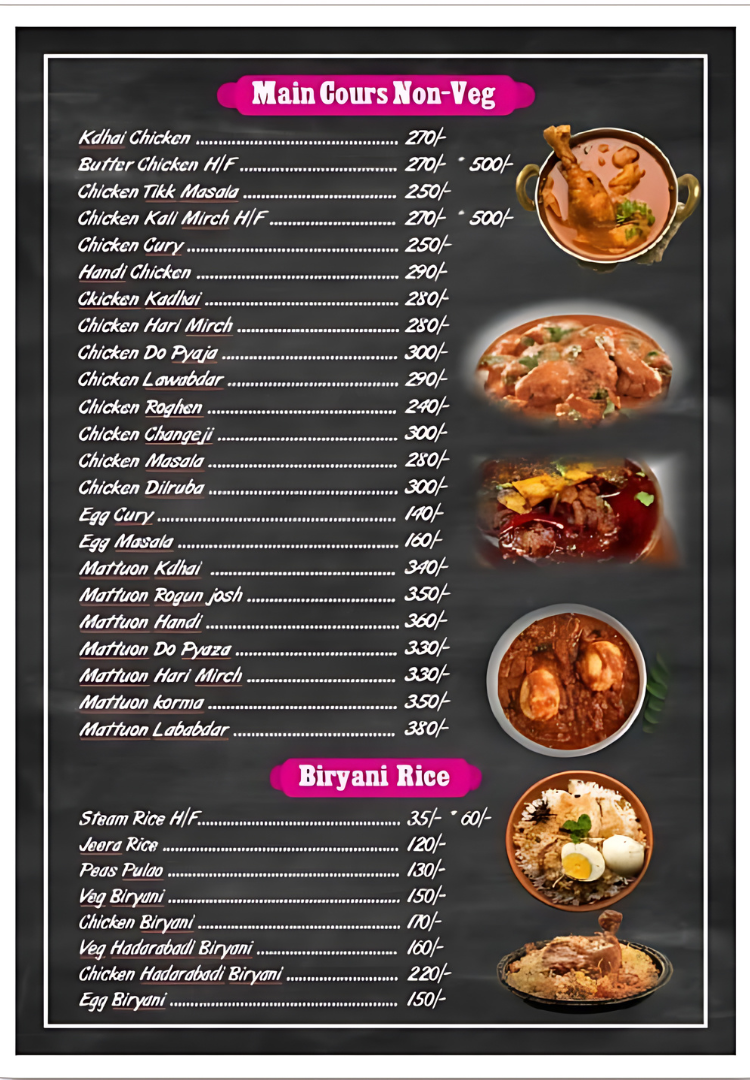 Main Cours Non-Veg
Kdhai Chicken ........ 270/-
Butter Chicken H/F ........ 270/- * 500/-
Chicken Tikk Masala ........ 250/-
Chicken Kali Mirch H/F ........ 270/- * 500/-
Chicken Cury ........ 250/-
Handi Chicken ........ 290/-
Ckicken Kadhai ........ 280/-
Chicken Hari Mirch ........ 280/-
Chicken Do Pyaja ........ 300/-
Chicken Lawabdar ........ 290/-
Chicken Roghen ........ 240/-
Chicken Changeji ........ 300/-
Chicken Masala ........ 280/-
Chicken Dilruba ........ 300/-
Egg Cury ........ 140/-
Egg Masala ........ 160/-
Mattuon Kdhai ........ 340/-
Mattuon Rogun josh ........ 350/-
Mattuon Handi ........ 360/-
Mattuon Do Pyaza ........ 330/-
Mattuon Hari Mirch ........ 330/-
Mattuon korma ........ 350/-
Mattuon Lababdar ........ 380/-
Biryani Rice
Steam Rice H/F ........ 35/- * 60/-
Jeera Rice ........ 120/-
Peas Pulao ........ 130/-
Veg Biryani ........ 150/-
Chicken Biryani ........ 170/-
Veg Hadarabadi Biryani ........ 160/-
Chicken Hadarabadi Biryani ........ 220/-
Egg Biryani ........ 150/-